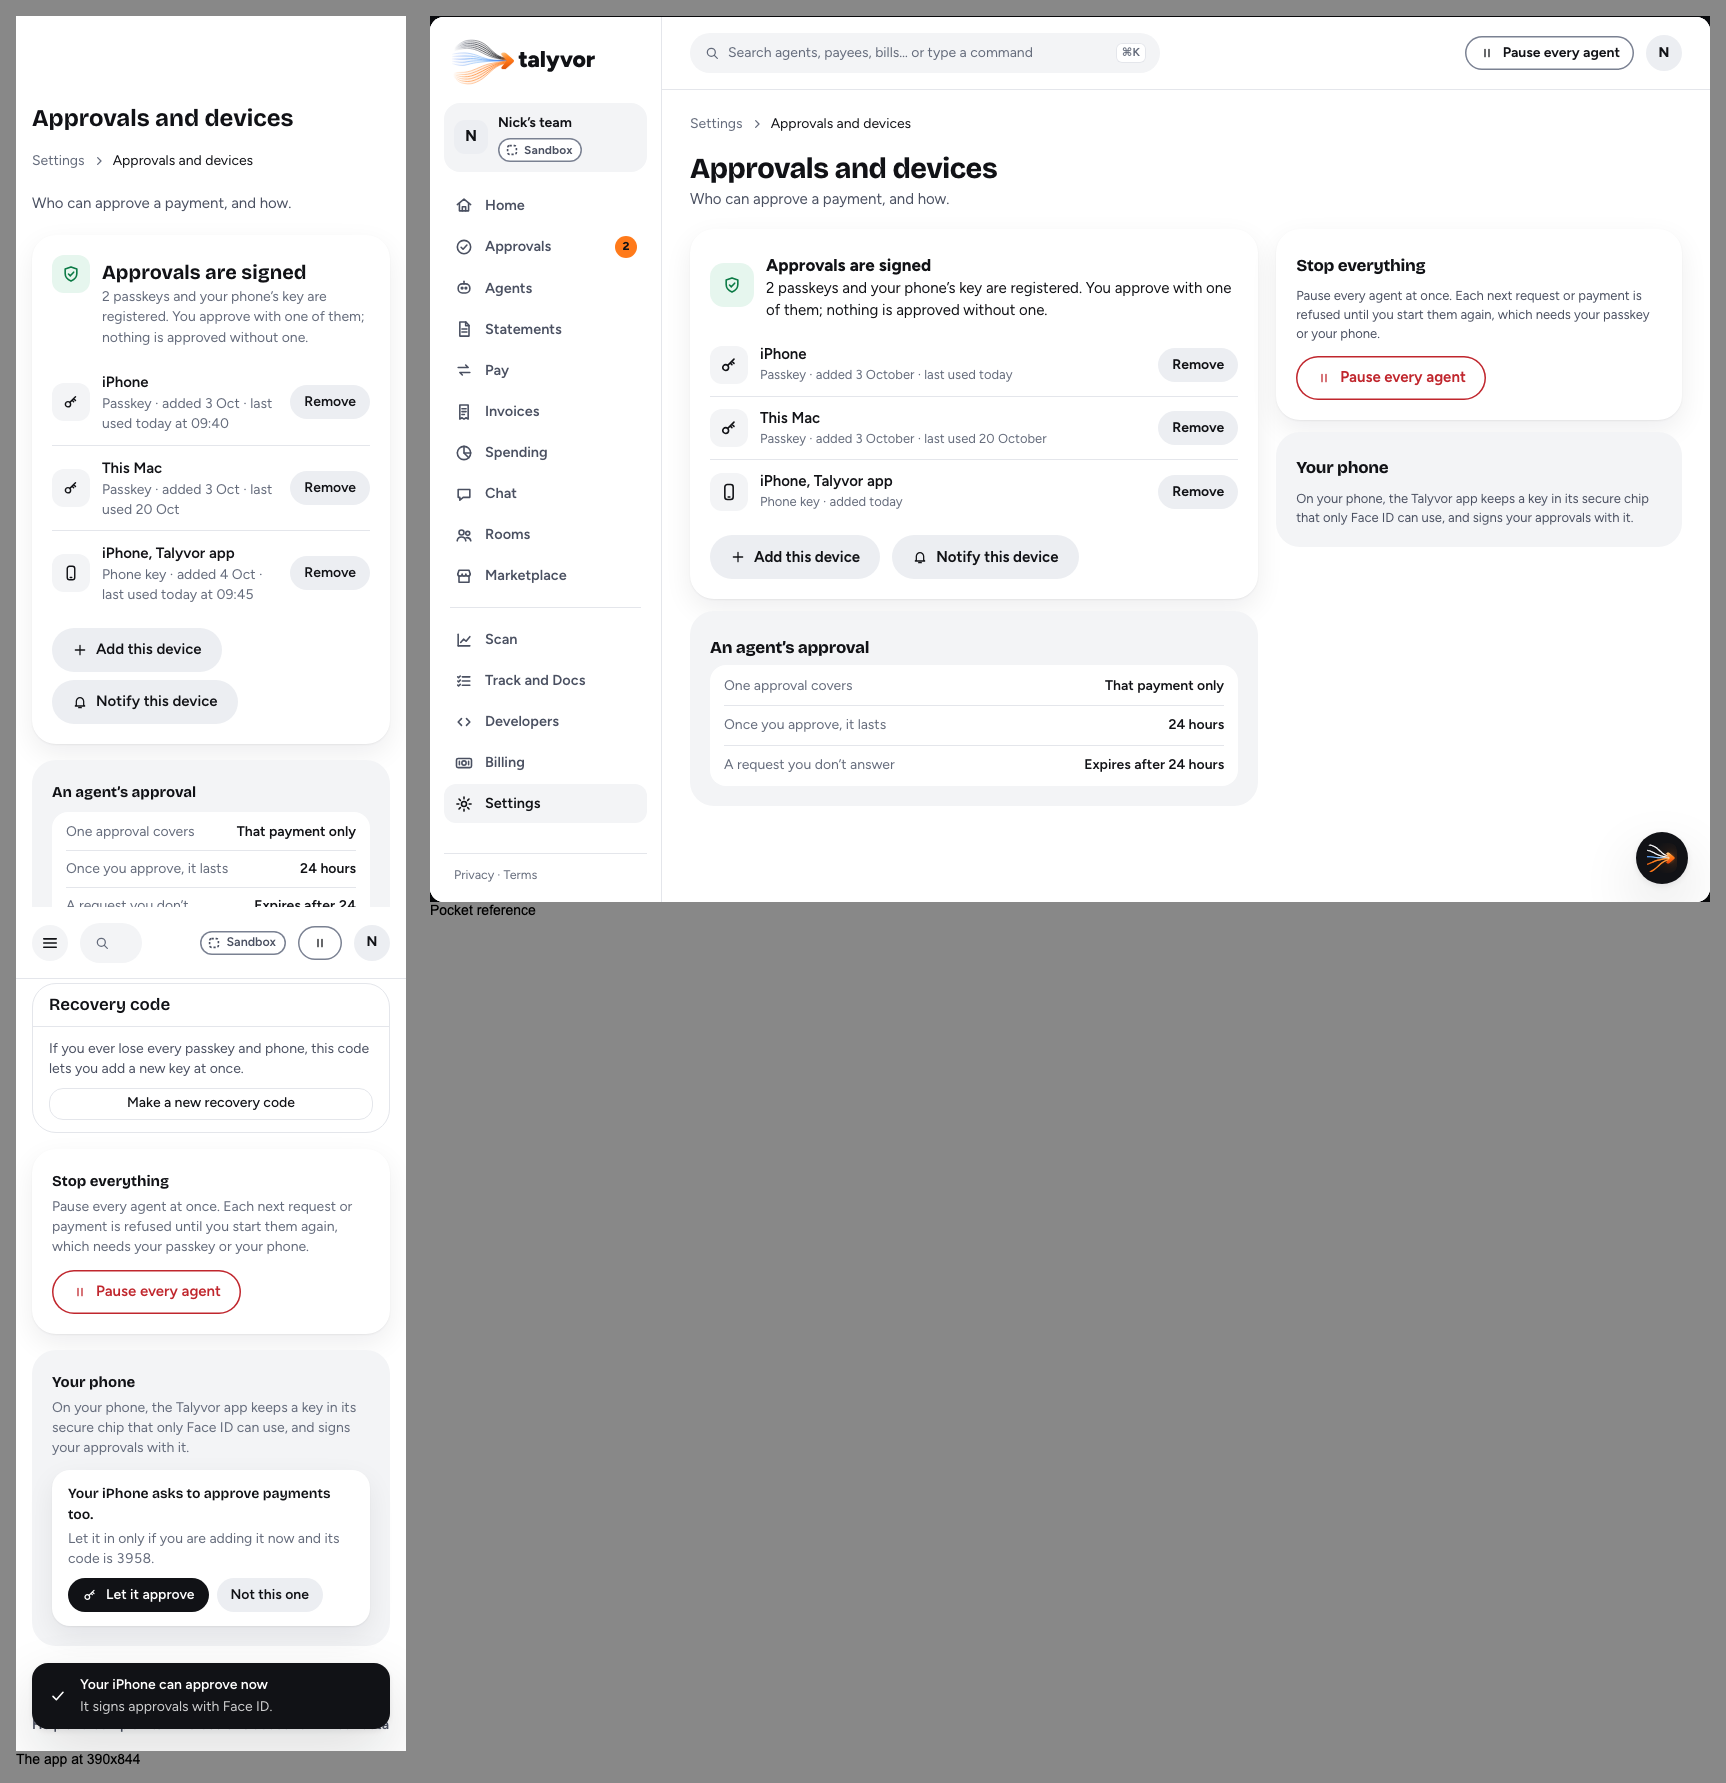 Approvals and devices
Settings > Approvals and devices
Who can approve a payment, and how.
Approvals are signed
2 passkeys and your phone’s key are
registered. You approve with one of them;
nothing is approved without one.
iPhone
Passkey · added 3 Oct · last
used today at 09:40
Remove
This Mac
Passkey · added 3 Oct · last
used 20 Oct
Remove
iPhone, Talyvor app
Phone key · added 4 Oct ·
last used today at 09:45
Remove
Add this device
Notify this device
An agent’s approval
One approval covers That payment only
Once you approve, it lasts 24 hours
A request you don’t Expires after 24
Sandbox
N
Recovery code
If you ever lose every passkey and phone, this code
lets you add a new key at once.
Make a new recovery code
Stop everything
Pause every agent at once. Each next request or
payment is refused until you start them again,
which needs your passkey or your phone.
Pause every agent
Your phone
On your phone, the Talyvor app keeps a key in its
secure chip that only Face ID can use, and signs
your approvals with it.
Your iPhone asks to approve payments
too.
Let it in only if you are adding it now and its
code is 3958.
Let it approve
Not this one
Your iPhone can approve now
It signs approvals with Face ID.
The app at 390x844
talyvor
N
Nick’s team
Sandbox
Home
Approvals 2
Agents
Statements
Pay
Invoices
Spending
Chat
Rooms
Marketplace
Scan
Track and Docs
Developers
Billing
Settings
Privacy · Terms
Search agents, payees, bills... or type a command ⌘K
Pause every agent
N
Settings > Approvals and devices
Approvals and devices
Who can approve a payment, and how.
Approvals are signed
2 passkeys and your phone’s key are registered. You approve with one
of them; nothing is approved without one.
iPhone
Passkey · added 3 October · last used today
Remove
This Mac
Passkey · added 3 October · last used 20 October
Remove
iPhone, Talyvor app
Phone key · added today
Remove
Add this device
Notify this device
An agent’s approval
One approval covers That payment only
Once you approve, it lasts 24 hours
A request you don’t answer Expires after 24 hours
Stop everything
Pause every agent at once. Each next request or payment is
refused until you start them again, which needs your passkey
or your phone.
Pause every agent
Your phone
On your phone, the Talyvor app keeps a key in its secure chip
that only Face ID can use, and signs your approvals with it.
Pocket reference